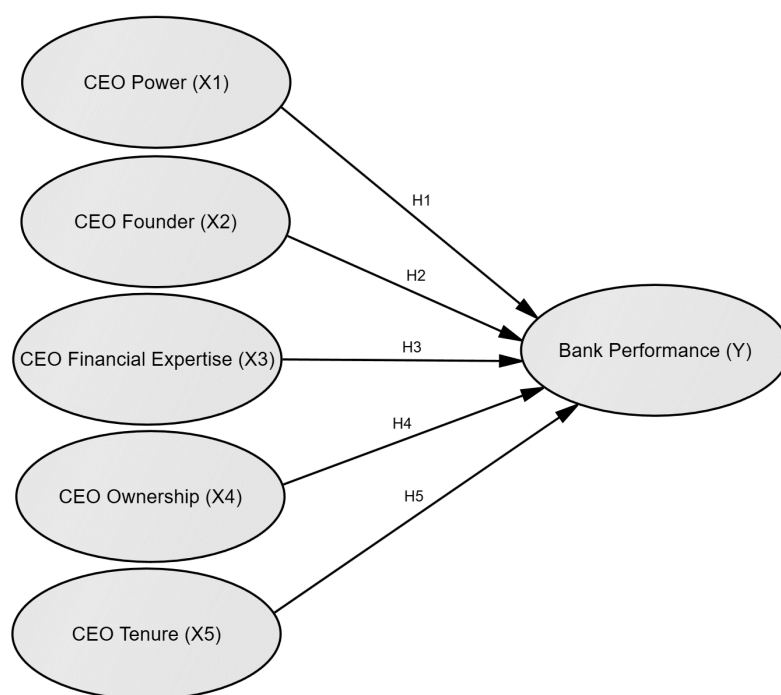 CEO Power (X1)
H1
CEO Founder (X2)
H2
CEO Financial Expertise (X3)
H3
Bank Performance (Y)
H4
CEO Ownership (X4)
H5
CEO Tenure (X5)